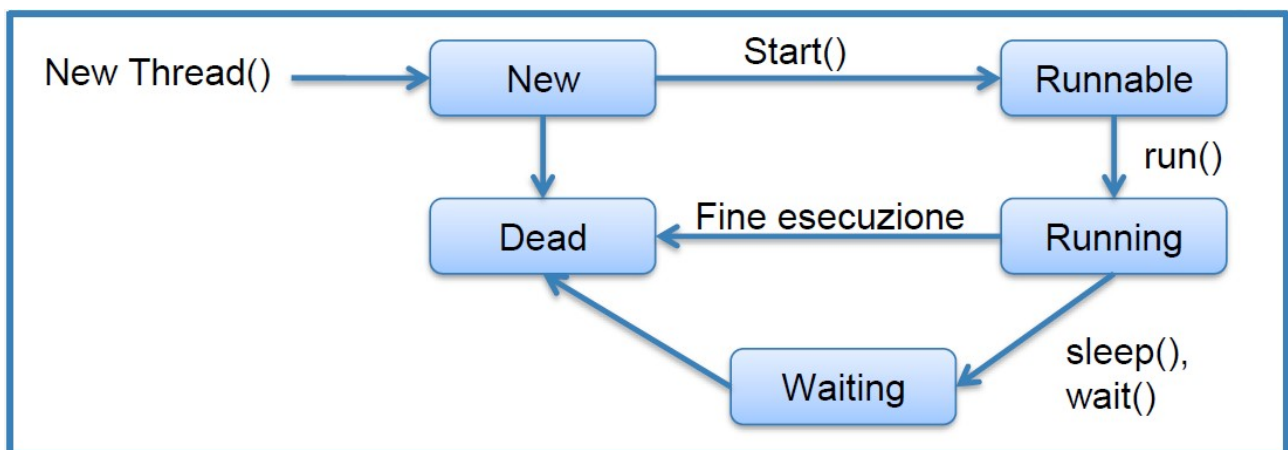 New Thread()
New
Start()
Runnable
run()
Dead
Fine esecuzione
Running
Waiting
sleep(),
wait()